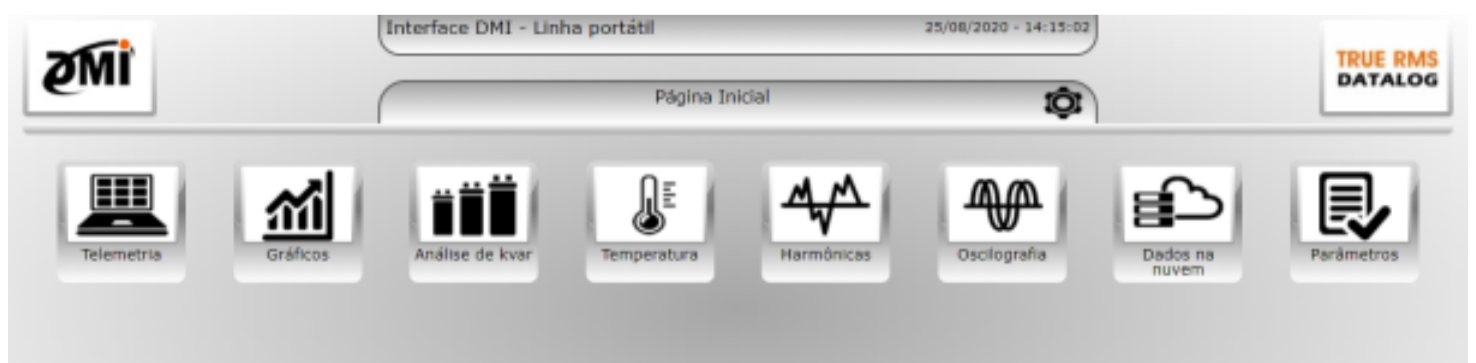 DMI
Interface DMI - Linha portátil
25/08/2020 - 14:15:02
TRUE RMS
DATALOG
Página Inicial
Telemetria
Gráficos
Análise de kvar
Temperatura
Harmônicas
Oscilografia
Dados na
nuvem
Parâmetros